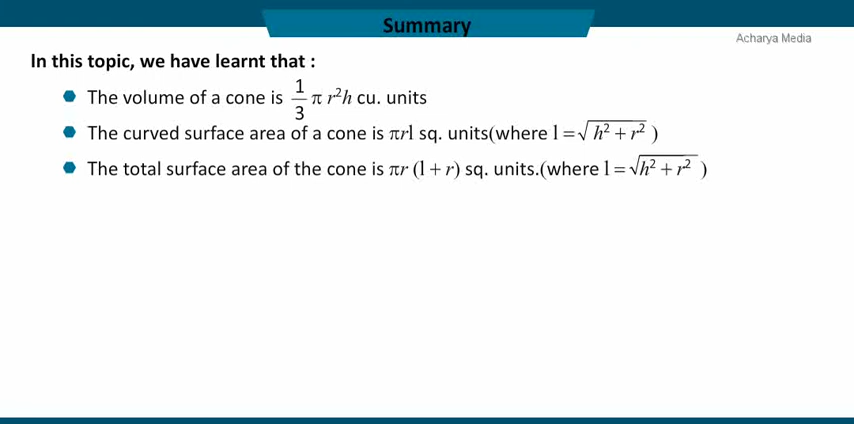 Summary
Acharya Media
In this topic, we have learnt that :
The volume of a cone is 1/3 π r²h cu. units
The curved surface area of a cone is πrl sq. units(where l = √h² + r² )
The total surface area of the cone is πr (l + r) sq. units.(where l = √h² + r² )